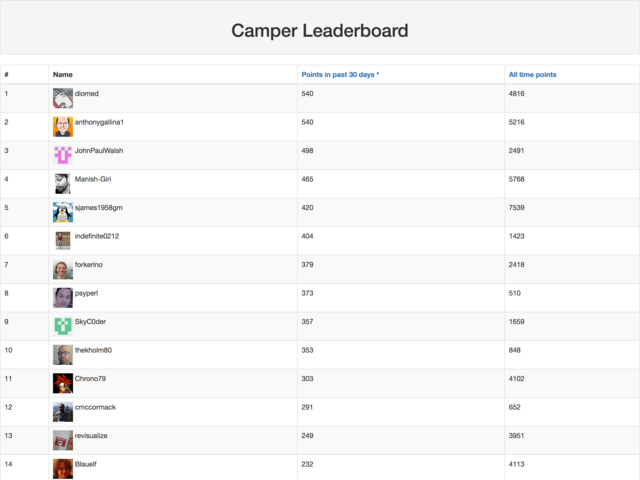 Camper Leaderboard
# Name Points in past 30 days * All time points
1 diomed 540 4816
2 anthonygallina1 540 5216
3 JohnPaulWalsh 498 2491
4 Manish-Giri 465 5768
5 sjames1958gm 420 7539
6 indefinite0212 404 1423
7 forkerino 379 2418
8 psyperl 373 510
9 SkyC0der 357 1659
10 thekholm80 353 848
11 Chrono79 303 4102
12 cmccormack 291 652
13 revisualize 249 3951
14 Blauelf 232 4113